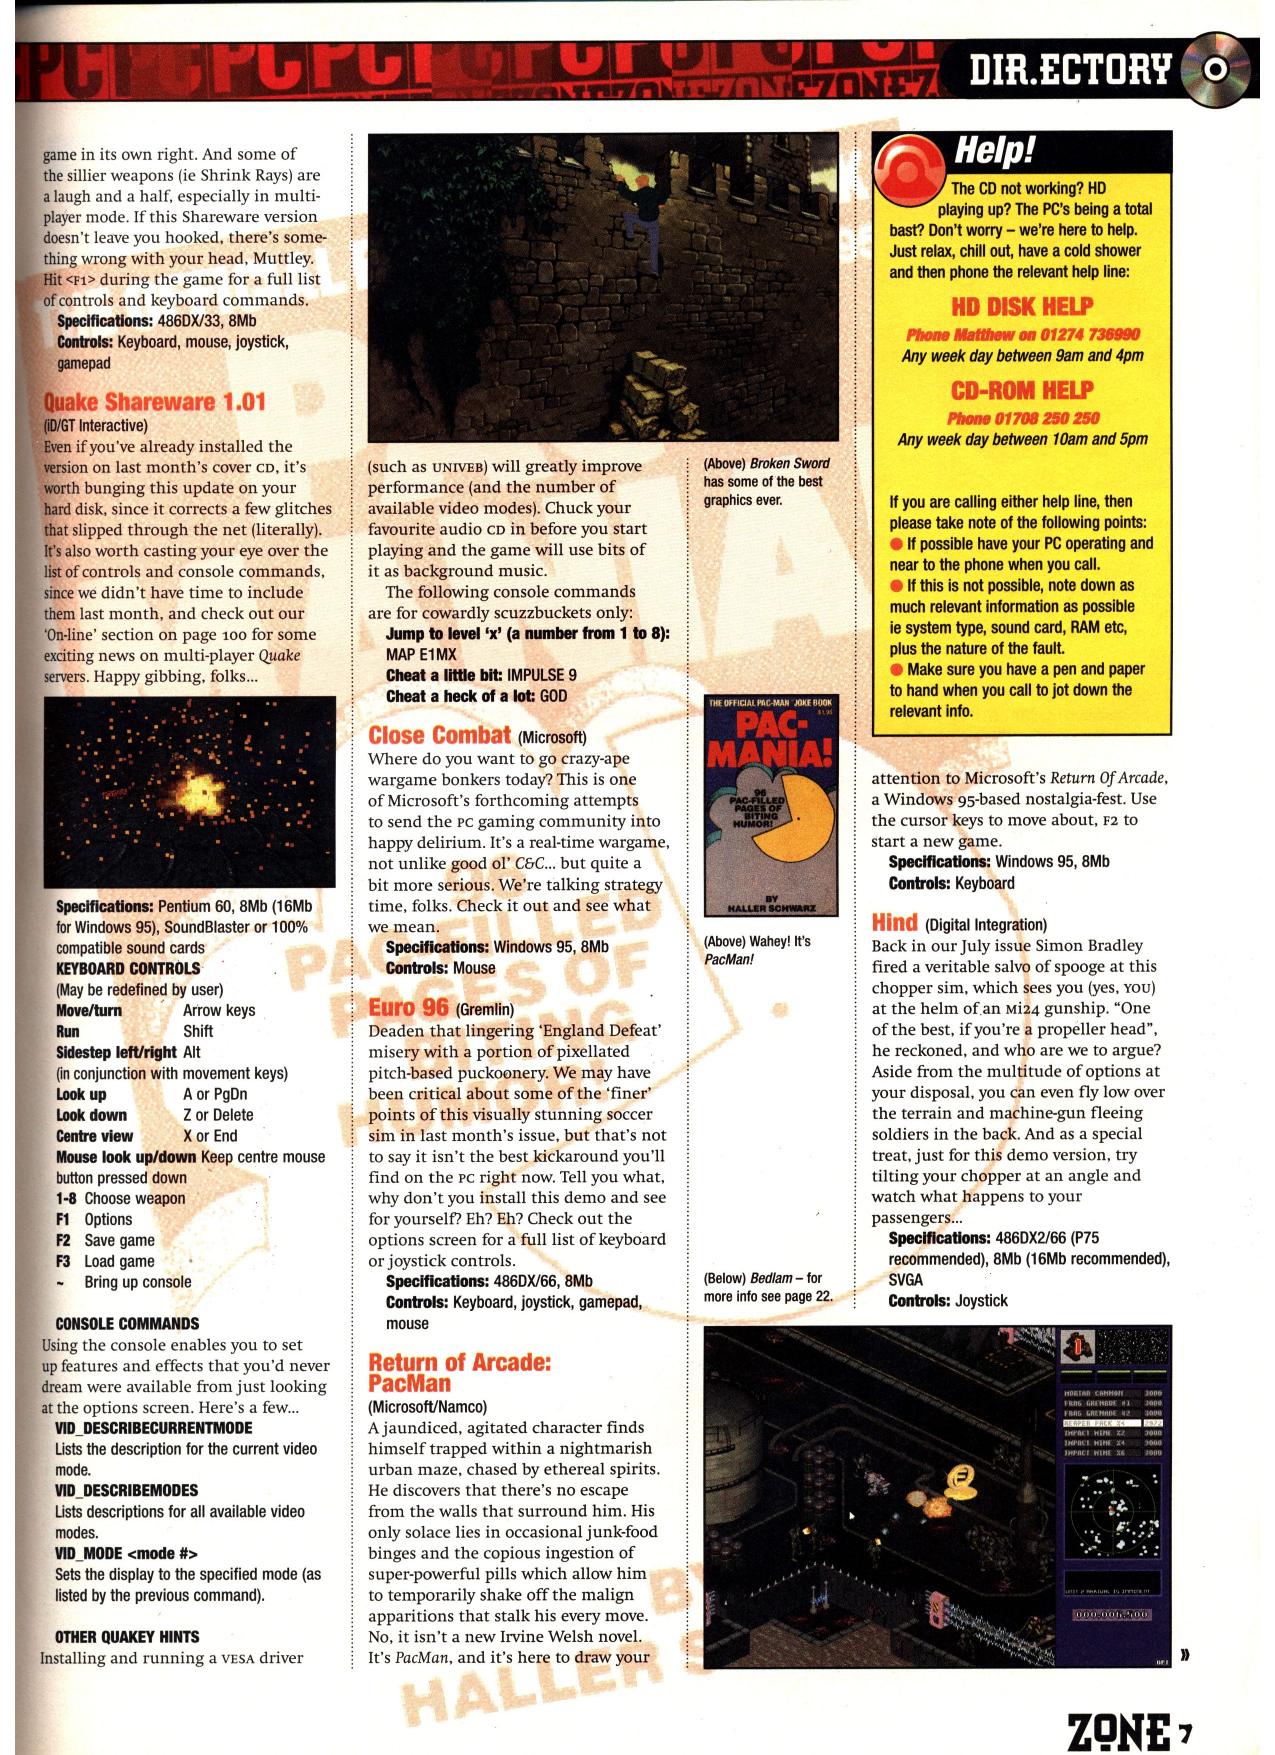 DIR.ECTORY
game in its own right. And some of
the sillier weapons (ie Shrink Rays) are
a laugh and a half, especially in multi-
player mode. If this Shareware version
doesn't leave you hooked, there's some-
thing wrong with your head, Muttley.
Hit <F1> during the game for a full list
of controls and keyboard commands.
Specifications: 486DX/33, 8Mb
Controls: Keyboard, mouse, joystick,
gamepad
Quake Shareware 1.01
(iD/GT Interactive)
Even if you've already installed the
version on last month's cover CD, it's
worth bunging this update on your
hard disk, since it corrects a few glitches
that slipped through the net (literally).
It's also worth casting your eye over the
list of controls and console commands,
since we didn't have time to include
them last month, and check out our
'On-line' section on page 100 for some
exciting news on multi-player Quake
servers. Happy gibbing, folks...
Specifications: Pentium 60, 8Mb (16Mb
for Windows 95), SoundBlaster or 100%
compatible sound cards
KEYBOARD CONTROLS
(May be redefined by user)
Move/turn Arrow keys
Run Shift
Sidestep left/right Alt
(in conjunction with movement keys)
Look up A or PgDn
Look down Z or Delete
Centre view X or End
Mouse look up/down Keep centre mouse
button pressed down
1-8 Choose weapon
F1 Options
F2 Save game
F3 Load game
~ Bring up console
CONSOLE COMMANDS
Using the console enables you to set
up features and effects that you'd never
dream were available from just looking
at the options screen. Here's a few...
VID_DESCRIBECURRENTMODE
Lists the description for the current video
mode.
VID_DESCRIBEMODES
Lists descriptions for all available video
modes.
VID_MODE <mode #>
Sets the display to the specified mode (as
listed by the previous command).
OTHER QUAKEY HINTS
Installing and running a VESA driver
(such as UNIVEB) will greatly improve
performance (and the number of
available video modes). Chuck your
favourite audio CD in before you start
playing and the game will use bits of
it as background music.
The following console commands
are for cowardly scuzzbuckets only:
Jump to level 'x' (a number from 1 to 8):
MAP E1MX
Cheat a little bit: IMPULSE 9
Cheat a heck of a lot: GOD
Close Combat (Microsoft)
Where do you want to go crazy-ape
wargame bonkers today? This is one
of Microsoft's forthcoming attempts
to send the PC gaming community into
happy delirium. It's a real-time wargame,
not unlike good ol' C&C... but quite a
bit more serious. We're talking strategy
time, folks. Check it out and see what
we mean.
Specifications: Windows 95, 8Mb
Controls: Mouse
Euro 96 (Gremlin)
Deaden that lingering 'England Defeat'
misery with a portion of pixellated
pitch-based puckoonery. We may have
been critical about some of the 'finer'
points of this visually stunning soccer
sim in last month's issue, but that's not
to say it isn't the best kickaround you'll
find on the PC right now. Tell you what,
why don't you install this demo and see
for yourself? Eh? Eh? Check out the
options screen for a full list of keyboard
or joystick controls.
Specifications: 486DX/66, 8Mb
Controls: Keyboard, joystick, gamepad,
mouse
Return of Arcade:
PacMan
(Microsoft/Namco)
A jaundiced, agitated character finds
himself trapped within a nightmarish
urban maze, chased by ethereal spirits.
He discovers that there's no escape
from the walls that surround him. His
only solace lies in occasional junk-food
binges and the copious ingestion of
super-powerful pills which allow him
to temporarily shake off the malign
apparitions that stalk his every move.
No, it isn't a new Irvine Welsh novel.
It's PacMan, and it's here to draw your
(Above) Broken Sword
has some of the best
graphics ever.
THE OFFICIAL PAC-MAN JOKE BOOK
$1.95
PAC-
MANIA!
96
PAC-FILLED
PAGES OF
BITING
HUMOR!
BY
HALLER SCHWARZ
(Above) Wahey! It's
PacMan!
(Below) Bedlam – for
more info see page 22.
Help!
The CD not working? HD
playing up? The PC's being a total
bast? Don't worry – we're here to help.
Just relax, chill out, have a cold shower
and then phone the relevant help line:
HD DISK HELP
Phone Matthew on 01274 736990
Any week day between 9am and 4pm
CD-ROM HELP
Phone 01708 250 250
Any week day between 10am and 5pm
If you are calling either help line, then
please take note of the following points:
● If possible have your PC operating and
near to the phone when you call.
● If this is not possible, note down as
much relevant information as possible
ie system type, sound card, RAM etc,
plus the nature of the fault.
● Make sure you have a pen and paper
to hand when you call to jot down the
relevant info.
attention to Microsoft's Return Of Arcade,
a Windows 95-based nostalgia-fest. Use
the cursor keys to move about, F2 to
start a new game.
Specifications: Windows 95, 8Mb
Controls: Keyboard
Hind (Digital Integration)
Back in our July issue Simon Bradley
fired a veritable salvo of spooge at this
chopper sim, which sees you (yes, YOU)
at the helm of an Mi24 gunship. "One
of the best, if you're a propeller head",
he reckoned, and who are we to argue?
Aside from the multitude of options at
your disposal, you can even fly low over
the terrain and machine-gun fleeing
soldiers in the back. And as a special
treat, just for this demo version, try
tilting your chopper at an angle and
watch what happens to your
passengers...
Specifications: 486DX2/66 (P75
recommended), 8Mb (16Mb recommended),
SVGA
Controls: Joystick
FRAG GRENADE #1 3000
FRAG GRENADE #2 3000
REAPER PACK X4 2972
IMPACT MINE X2 3000
IMPACT MINE X4 3000
IMPACT MINE X6 3000
000,006,500
»
96
PAC-FILLED
PAGES OF
BITING
HUMOR!
BY
HALLER S
ZONE 7